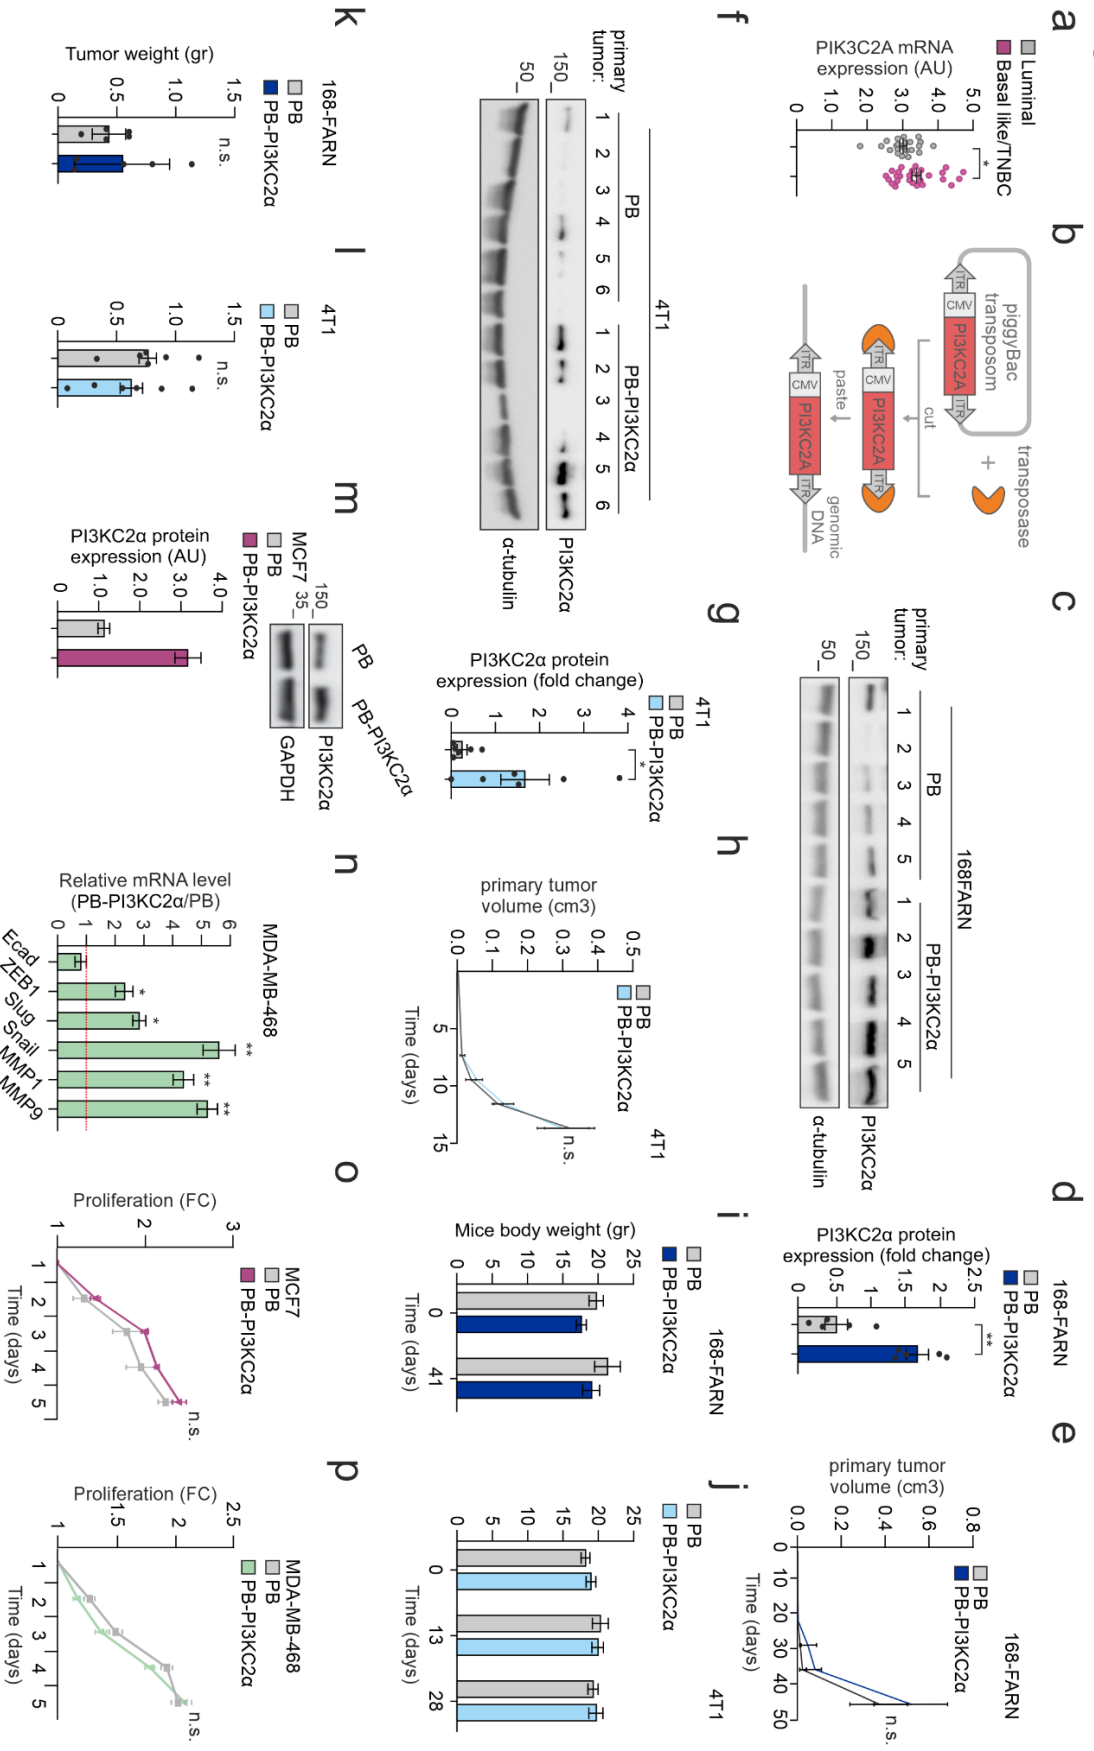 a
Luminal
Basal like/TNBC
PIK3C2A mRNA
expression (AU)
5.0
4.0
3.0
2.0
1.0
0
*
b
piggyBac
transposom
transposase
+
ITR
CMV
PI3KC2A
ITR
cut
ITR
CMV
PI3KC2A
ITR
paste
ITR
CMV
PI3KC2A
ITR
genomic
DNA
c
168FARN
PB
PB-PI3KC2α
primary
tumor:
1 2 3 4 5 1 2 3 4 5
150
PI3KC2α
50
α-tubulin
d
168-FARN
PB
PB-PI3KC2α
PI3KC2α protein
expression (fold change)
2.5
2
1.5
1
0.5
0
**
e
168-FARN
PB
PB-PI3KC2α
primary tumor
volume (cm3)
0.8
0.6
0.4
0.2
0.0
n.s.
0 10 20 30 40 50
Time (days)
f
4T1
PB
PB-PI3KC2α
primary
tumor:
1 2 3 4 5 6 1 2 3 4 5 6
150
PI3KC2α
50
α-tubulin
g
4T1
PB
PB-PI3KC2α
PI3KC2α protein
expression (fold change)
4
3
2
1
0
*
h
4T1
PB
PB-PI3KC2α
primary tumor
volume (cm3)
0.5
0.4
0.3
0.2
0.1
0.0
n.s.
5 10 15
Time (days)
i
168-FARN
PB
PB-PI3KC2α
Mice body weight (gr)
25
20
15
10
5
0
0 41
Time (days)
j
4T1
PB
PB-PI3KC2α
25
20
15
10
5
0
0 13 28
Time (days)
k
168-FARN
PB
PB-PI3KC2α
Tumor weight (gr)
1.5
1.0
0.5
0
n.s.
l
4T1
PB
PB-PI3KC2α
1.5
1.0
0.5
0
n.s.
m
PB
PB-PI3KC2α
150
PI3KC2α
35
GAPDH
MCF7
PB
PB-PI3KC2α
PI3KC2α protein
expression (AU)
4.0
3.0
2.0
1.0
0
n
MDA-MB-468
Relative mRNA level
(PB-PI3KC2α/PB)
6
5
4
3
2
1
0
* * ** ** **
Ecad
ZEB1
Slug
Snail
MMP1
MMP9
o
MCF7
PB
PB-PI3KC2α
Proliferation (FC)
3
2
1
n.s.
1 2 3 4 5
Time (days)
p
MDA-MB-468
PB
PB-PI3KC2α
Proliferation (FC)
2.5
2
1.5
1
n.s.
1 2 3 4 5
Time (days)